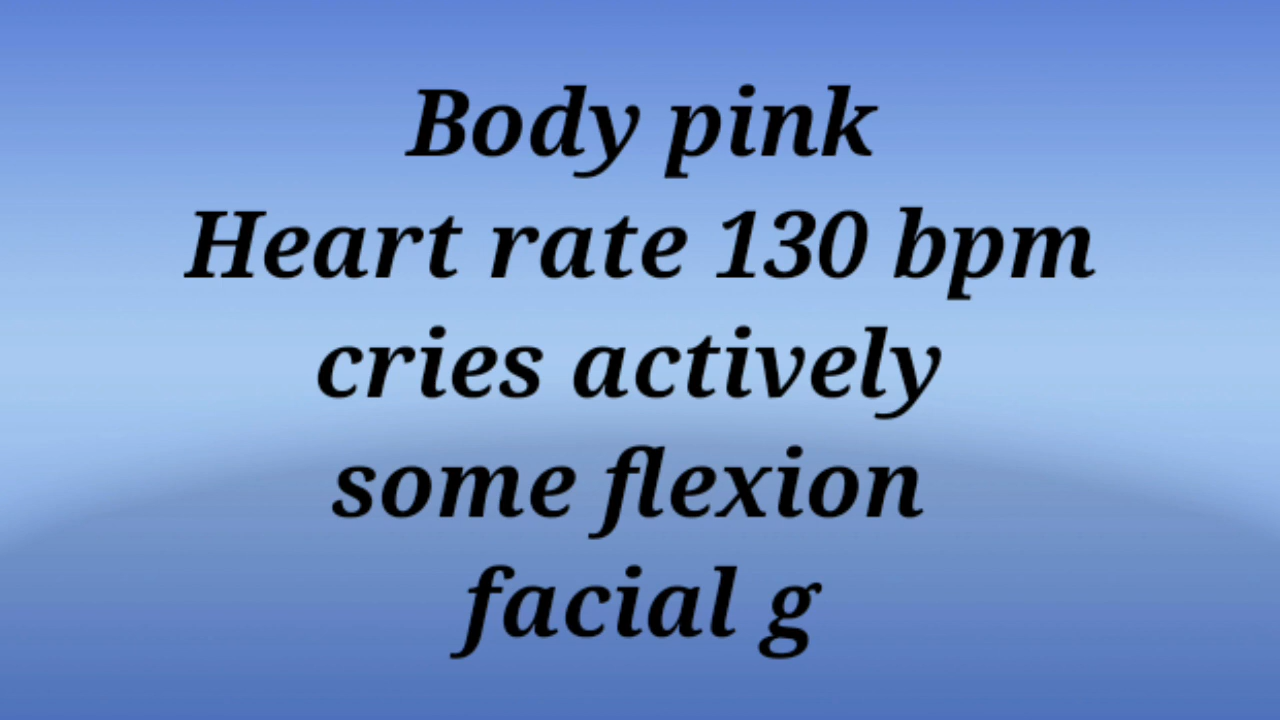 Body pink
Heart rate 130 bpm
cries actively
some flexion
facial g